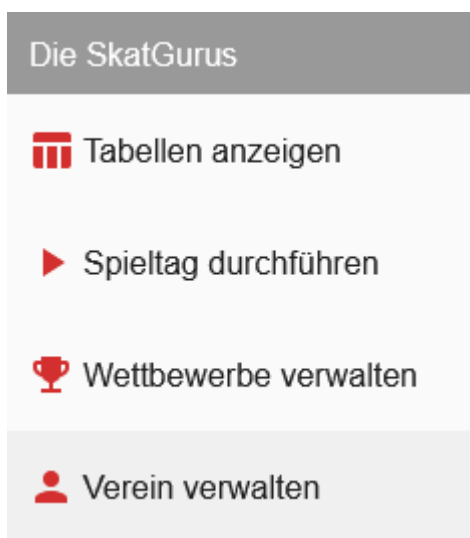 Die SkatGurus
Tabellen anzeigen
Spieltag durchführen
Wettbewerbe verwalten
Verein verwalten